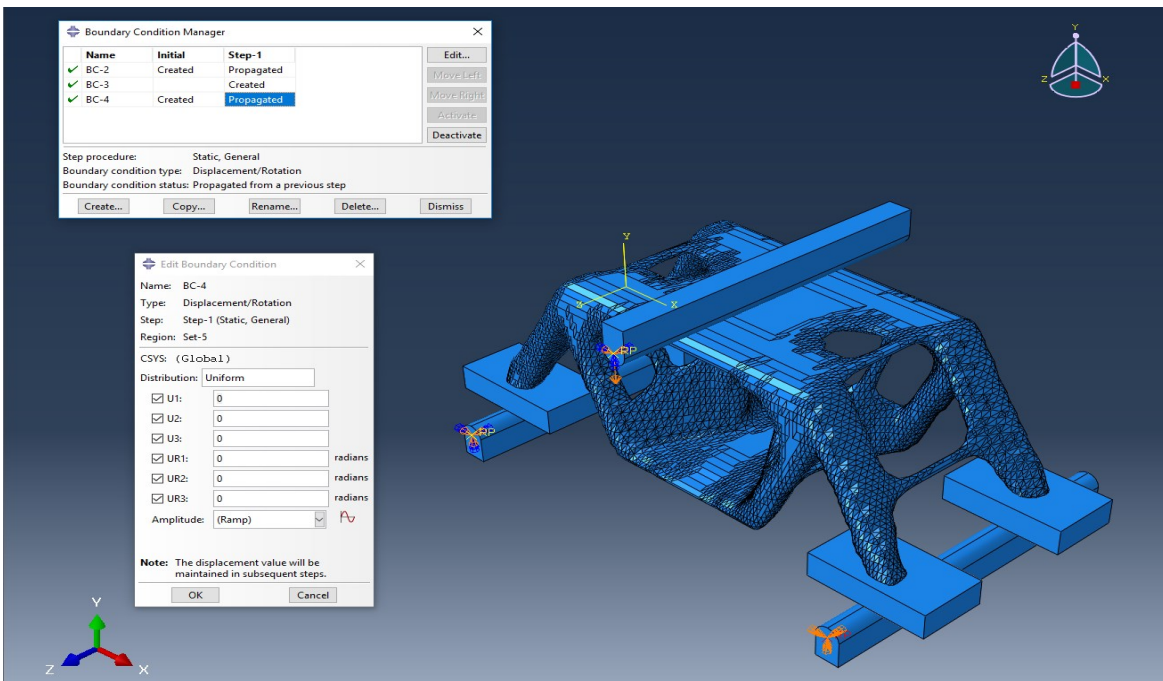 Boundary Condition Manager
Name Initial Step-1
BC-2 Created Propagated
BC-3 Created
BC-4 Created Propagated
Edit...
Move Left
Move Right
Activate
Deactivate
Step procedure: Static, General
Boundary condition type: Displacement/Rotation
Boundary condition status: Propagated from a previous step
Create... Copy... Rename... Delete... Dismiss
Edit Boundary Condition
Name: BC-4
Type: Displacement/Rotation
Step: Step-1 (Static, General)
Region: Set-5
CSYS: (Global)
Distribution: Uniform
U1: 0
U2: 0
U3: 0
UR1: 0 radians
UR2: 0 radians
UR3: 0 radians
Amplitude: (Ramp)
Note: The displacement value will be
maintained in subsequent steps.
OK Cancel
Y
Z X
Y
Z X
RP
RP
Y
Z X